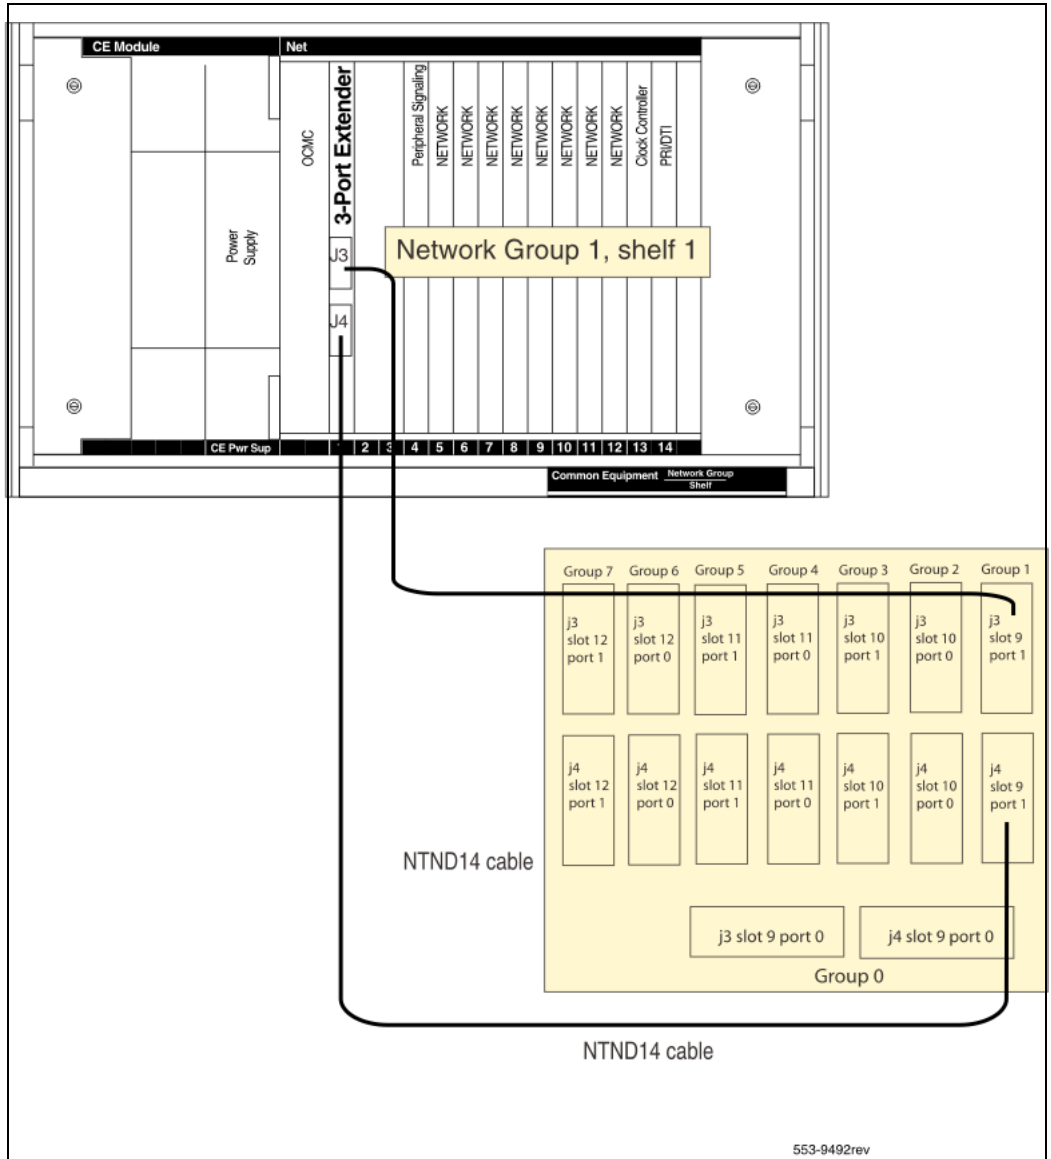 CE Module
Net
OCMC
3-Port Extender
Peripheral Signaling
NETWORK
NETWORK
NETWORK
NETWORK
NETWORK
NETWORK
NETWORK
NETWORK
Clock Controller
PRI/DTI
Power
Supply
J3
Network Group 1, shelf 1
J4
CE Pwr Sup
1 2 3 4 5 6 7 8 9 10 11 12 13 14
Common Equipment
Network Group
Shelf
Group 7 Group 6 Group 5 Group 4 Group 3 Group 2 Group 1
j3
slot 12
port 1
j3
slot 12
port 0
j3
slot 11
port 1
j3
slot 11
port 0
j3
slot 10
port 1
j3
slot 10
port 0
j3
slot 9
port 1
j4
slot 12
port 1
j4
slot 12
port 0
j4
slot 11
port 1
j4
slot 11
port 0
j4
slot 10
port 1
j4
slot 10
port 0
j4
slot 9
port 1
NTND14 cable
j3 slot 9 port 0
j4 slot 9 port 0
Group 0
NTND14 cable
553-9492rev